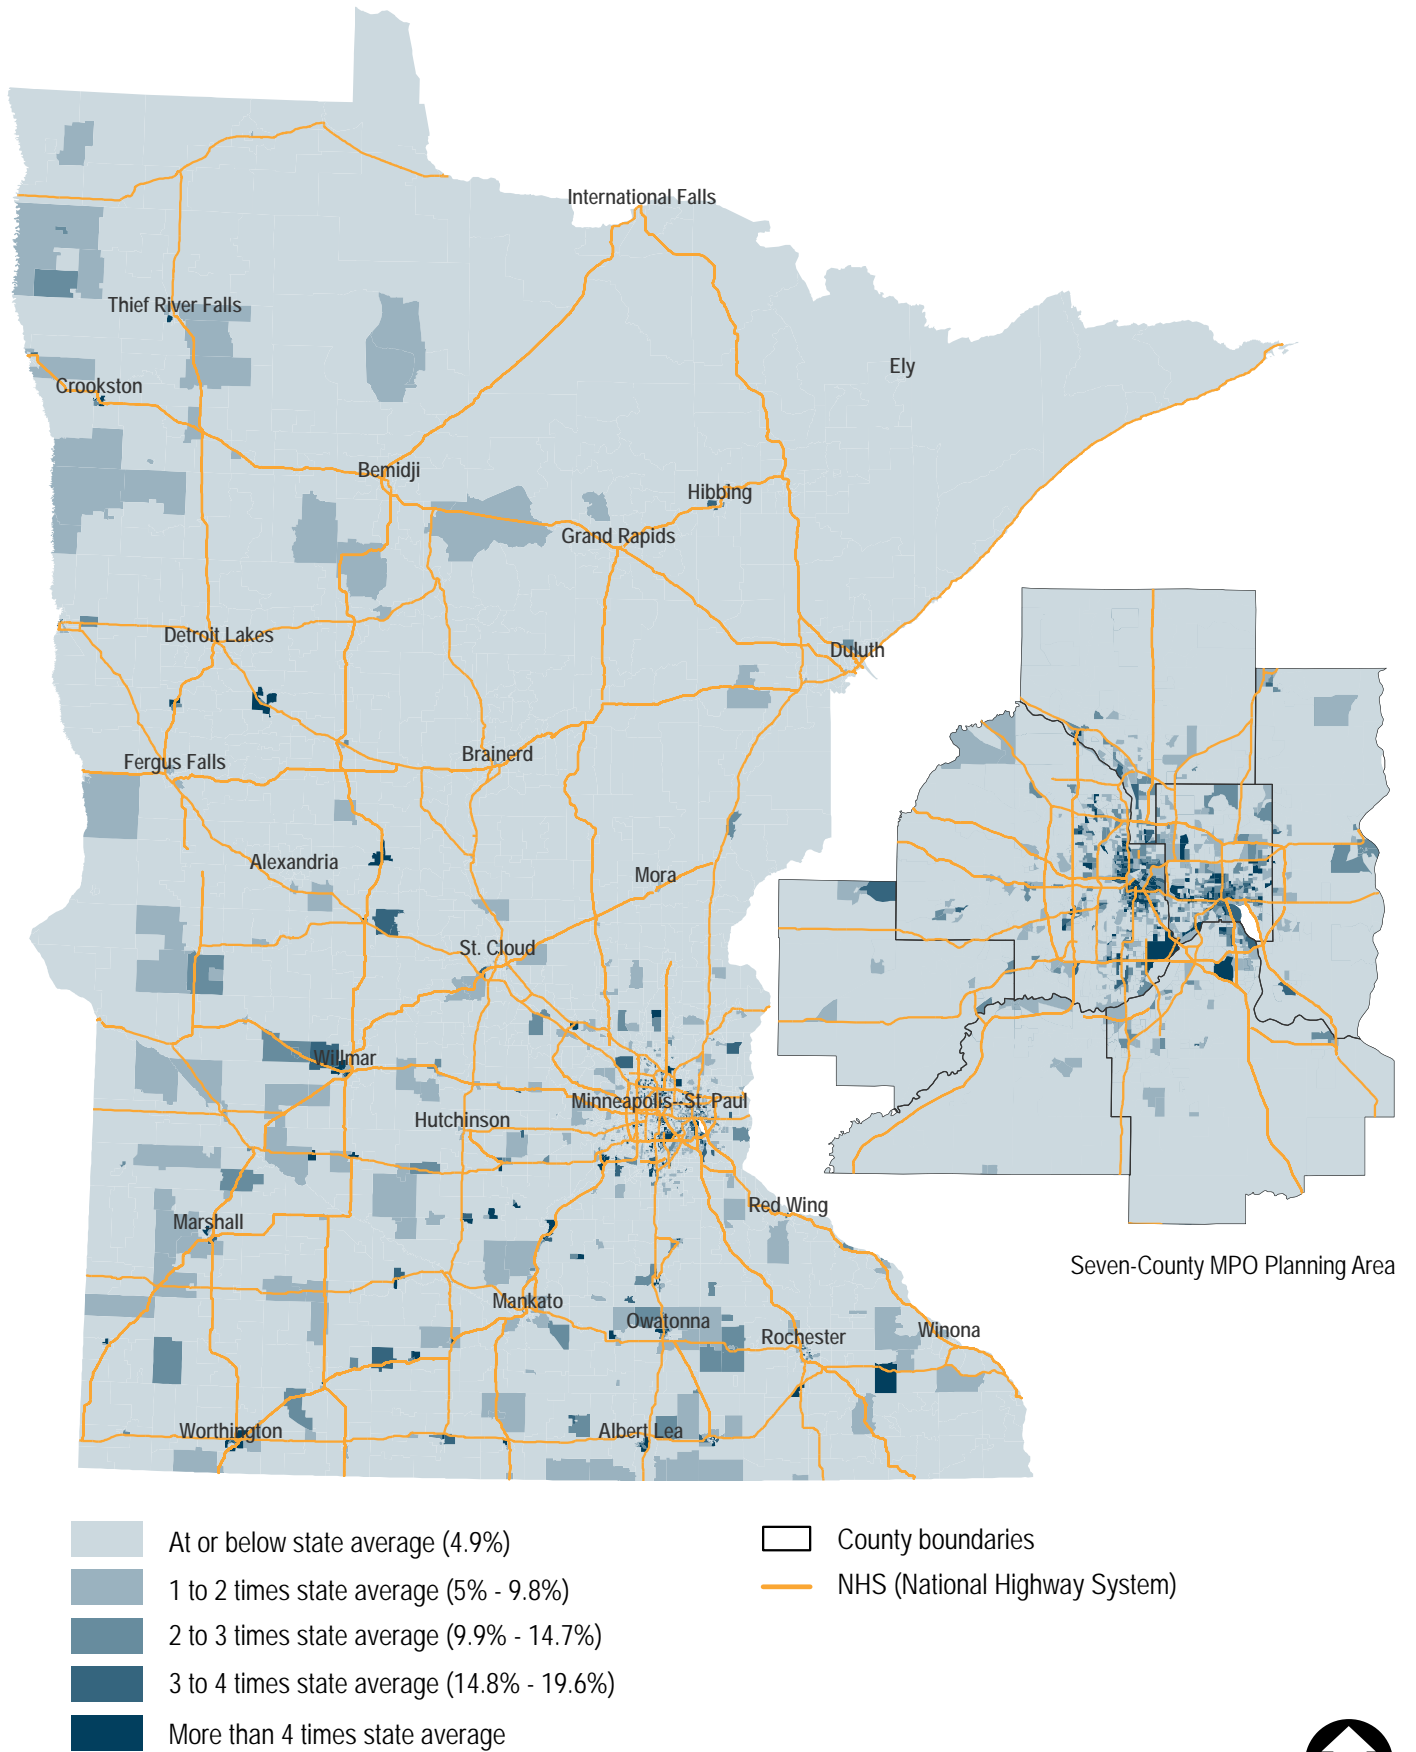 International Falls
Thief River Falls
Ely
Crookston
Bemidji
Hibbing
Grand Rapids
Detroit Lakes
Duluth
Brainerd
Fergus Falls
Alexandria
Mora
St. Cloud
Willmar
Minneapolis--St. Paul
Hutchinson
Red Wing
Marshall
Seven-County MPO Planning Area
Mankato
Owatonna
Rochester
Winona
Worthington
Albert Lea
At or below state average (4.9%)
1 to 2 times state average (5% - 9.8%)
2 to 3 times state average (9.9% - 14.7%)
3 to 4 times state average (14.8% - 19.6%)
More than 4 times state average
County boundaries
NHS (National Highway System)